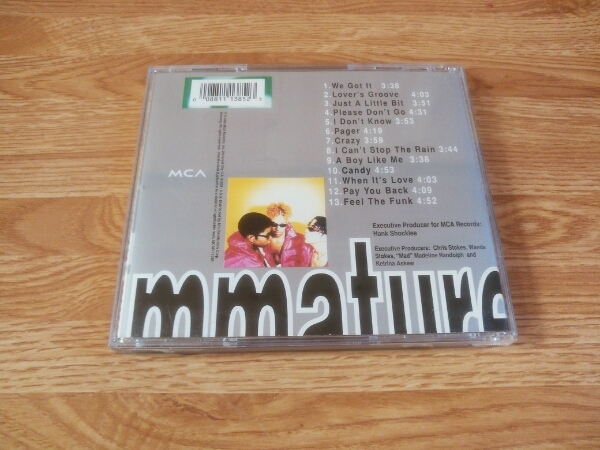 1. We Got It 3:38
2. Lover's Groove 4:03
3. Just A Little Bit 3:51
4. Please Don't Go 4:31
5. I Don't Know 3:53
6. Pager 4:19
7. Crazy 3:59
8. I Can't Stop The Rain 3:44
9. A Boy Like Me 3:38
10. Candy 4:53
11. When It's Love 4:03
12. Pay You Back 4:09
13. Feel The Funk 4:52
MCA
Executive Producer for MCA Records:
Hank Shocklee
Executive Producers: Chris Stokes,
Stokes, "Mad" Madeline Randolph and
Ketrina Askew
mmature